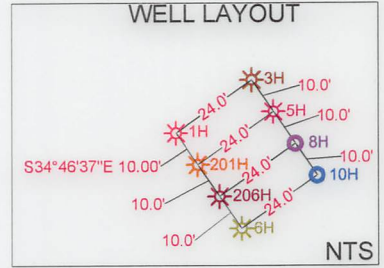 WELL LAYOUT
3H
10.0'
24.0'
5H
10.0'
1H
24.0'
8H
S34°46'37"E 10.00'
201H
10.0'
24.0'
10H
10.0'
206H
24.0'
10.0'
6H
NTS